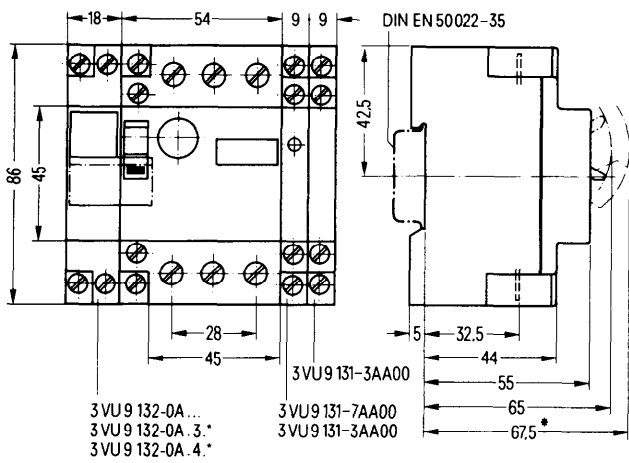 18
54
9
9
DIN EN 50022-35
86
45
42,5
28
45
5
32,5
44
55
65
67,5*
3VU9 131-3AA00
3VU9 132-0A ...
3VU9 132-0A .3.*
3VU9 132-0A .4.*
3VU9 131-7AA00
3VU9 131-3AA00